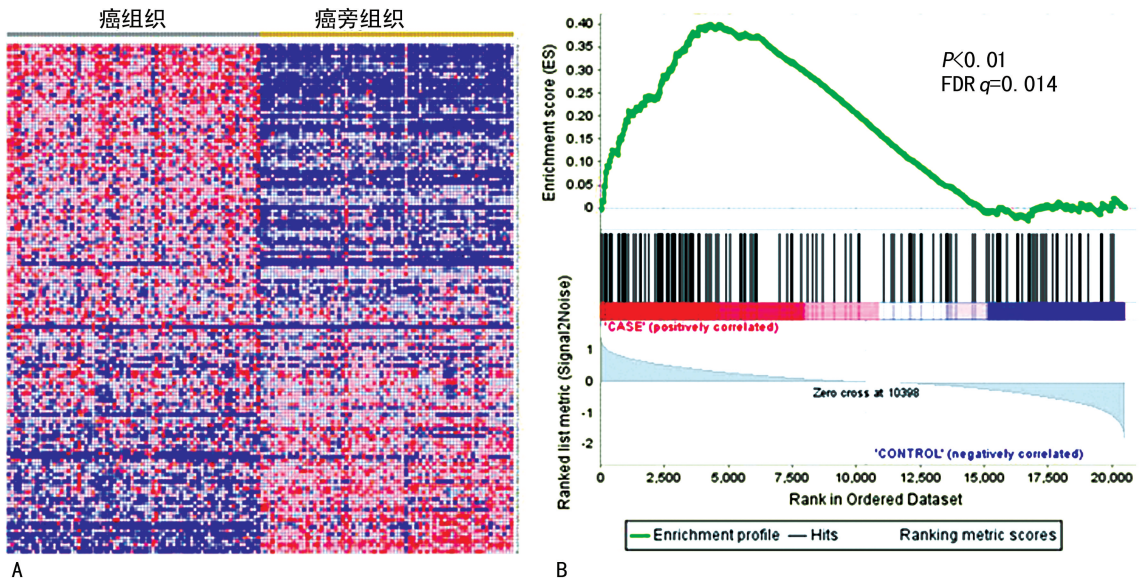 癌组织
癌旁组织
Enrichment score (ES)
0.40
0.35
0.30
0.25
0.20
0.15
0.10
0.05
0
P<0.01
FDR q=0.014
Ranked list metric (Signal2Noise)
'CASE' (positively correlated)
1
0
-1
-2
Zero cross at 10398
'CONTROL' (negatively correlated)
0
2,500
5,000
7,500
10,000
12,500
15,000
17,500
20,000
Rank in Ordered Dataset
Enrichment profile
Hits
Ranking metric scores
A
B